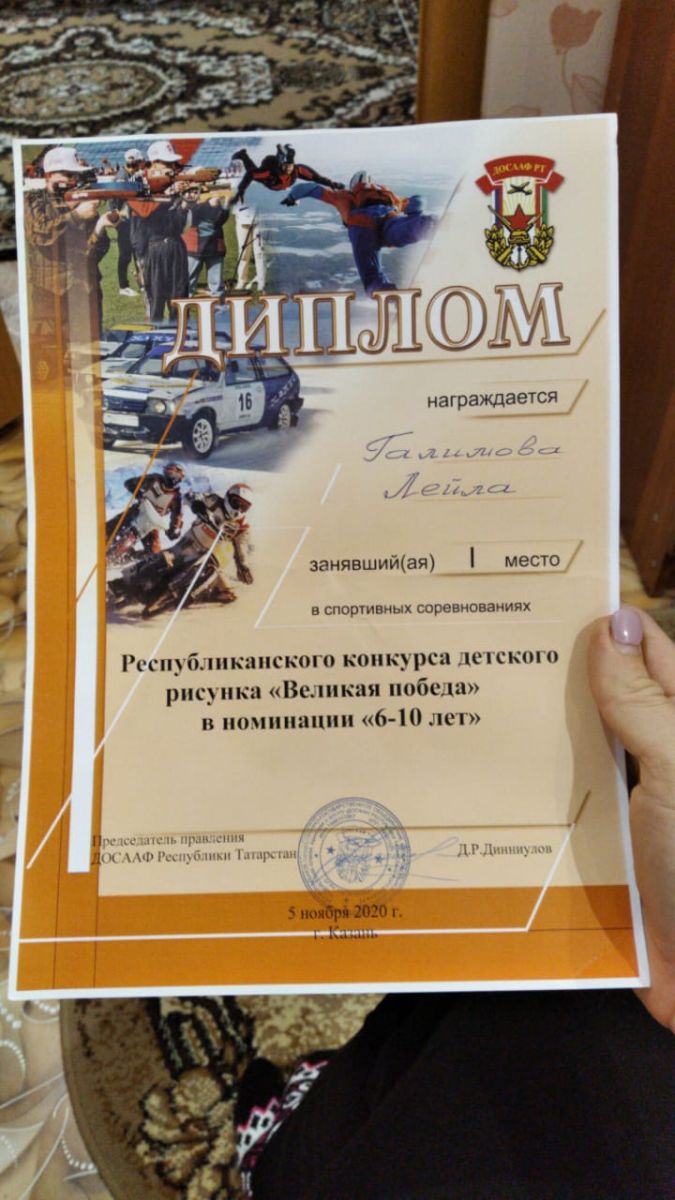 ДОСААФ РТ
ДИПЛОМ
награждается
16
Галимова
Лейла
занявший(ая) I место
в спортивных соревнованиях
Республиканского конкурса детского
рисунка «Великая победа»
в номинации «6-10 лет»
Председатель правления
ДОСААФ Республики Татарстан Д.Р.Динниулов
5 ноября 2020 г.
г. Казань